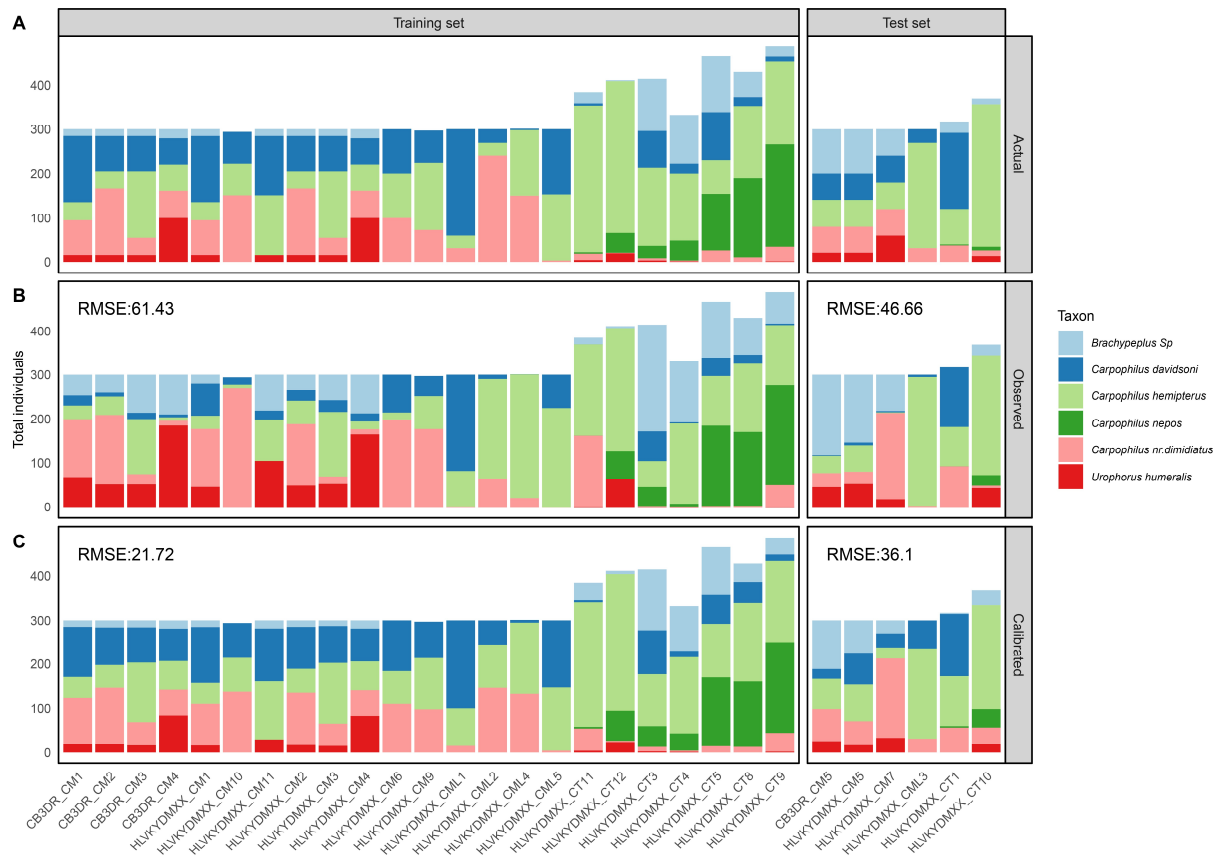 A
Training set
Test set
400
300
200
100
0
Actual
B
RMSE:61.43
RMSE:46.66
400
300
200
100
0
Observed
Total individuals
C
RMSE:21.72
RMSE:36.1
400
300
200
100
0
Calibrated
Taxon
Brachypeplus Sp
Carpophilus davidsoni
Carpophilus hemipterus
Carpophilus nepos
Carpophilus nr.dimidiatus
Urophorus humeralis
CB3DR_CM1
CB3DR_CM2
CB3DR_CM3
CB3DR_CM4
HLVKYDMXX_CM1
HLVKYDMXX_CM10
HLVKYDMXX_CM11
HLVKYDMXX_CM2
HLVKYDMXX_CM3
HLVKYDMXX_CM4
HLVKYDMXX_CM6
HLVKYDMXX_CM9
HLVKYDMXX_CML1
HLVKYDMXX_CML2
HLVKYDMXX_CML4
HLVKYDMXX_CML5
HLVKYDMXX_CT11
HLVKYDMXX_CT12
HLVKYDMXX_CT3
HLVKYDMXX_CT4
HLVKYDMXX_CT5
HLVKYDMXX_CT8
HLVKYDMXX_CT9
CB3DR_CM5
HLVKYDMXX_CM5
HLVKYDMXX_CM7
HLVKYDMXX_CML3
HLVKYDMXX_CT1
HLVKYDMXX_CT10